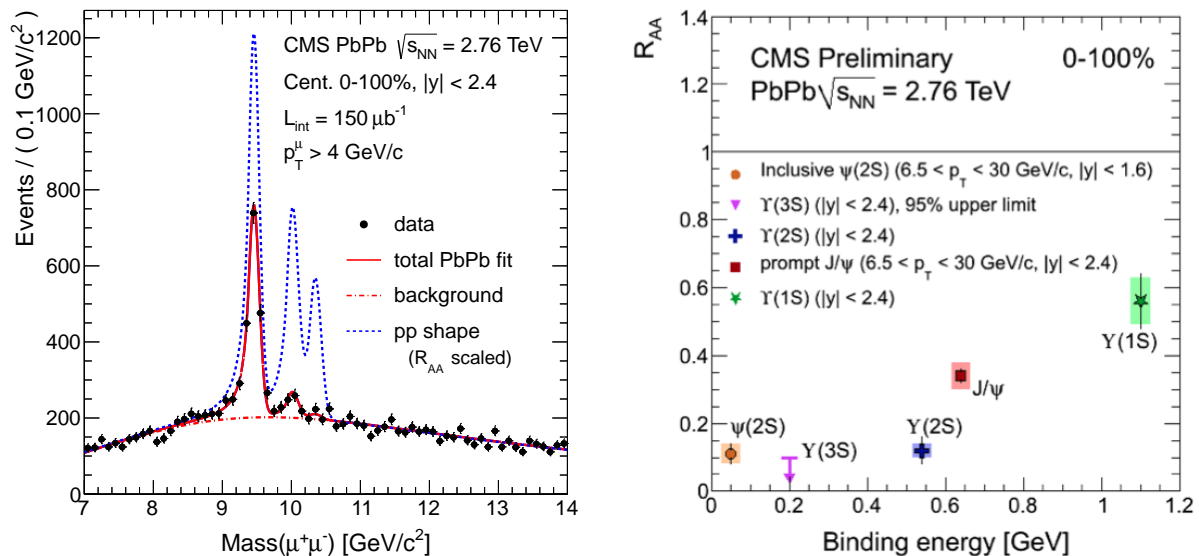 CMS PbPb √sNN = 2.76 TeV
Cent. 0-100%, |y| < 2.4
Lint = 150 μb-1
pTμ > 4 GeV/c
data
total PbPb fit
background
pp shape
(RAA scaled)
Events / ( 0.1 GeV/c2 )
1200
1000
800
600
400
200
0
7 8 9 10 11 12 13 14
Mass(μ+μ-) [GeV/c2]
RAA
1.4
1.2
1
0.8
0.6
0.4
0.2
0
CMS Preliminary 0-100%
PbPb √sNN = 2.76 TeV
Inclusive ψ(2S) (6.5 < pT < 30 GeV/c, |y| < 1.6)
ϒ(3S) (|y| < 2.4), 95% upper limit
ϒ(2S) (|y| < 2.4)
prompt J/ψ (6.5 < pT < 30 GeV/c, |y| < 2.4)
ϒ(1S) (|y| < 2.4)
ϒ(1S)
J/ψ
ψ(2S)
ϒ(3S)
ϒ(2S)
0 0.2 0.4 0.6 0.8 1 1.2
Binding energy [GeV]